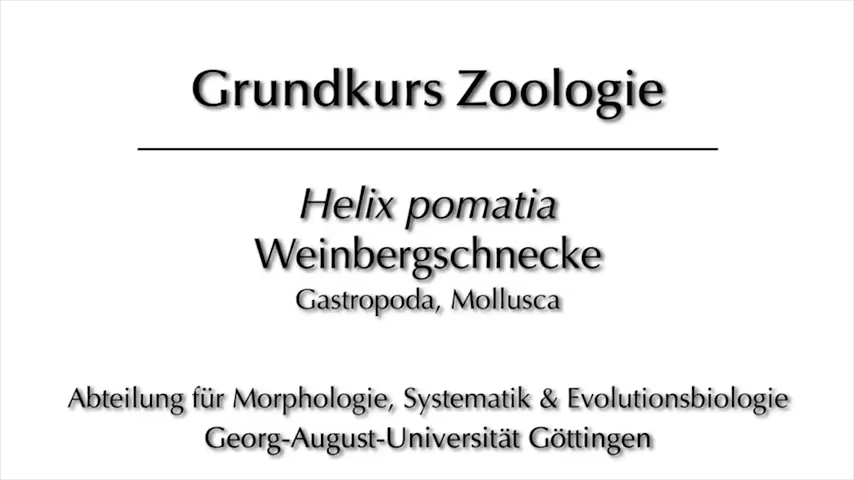 Grundkurs Zoologie
Helix pomatia
Weinbergschnecke
Gastropoda, Mollusca
Abteilung für Morphologie, Systematik & Evolutionsbiologie
Georg-August-Universität Göttingen